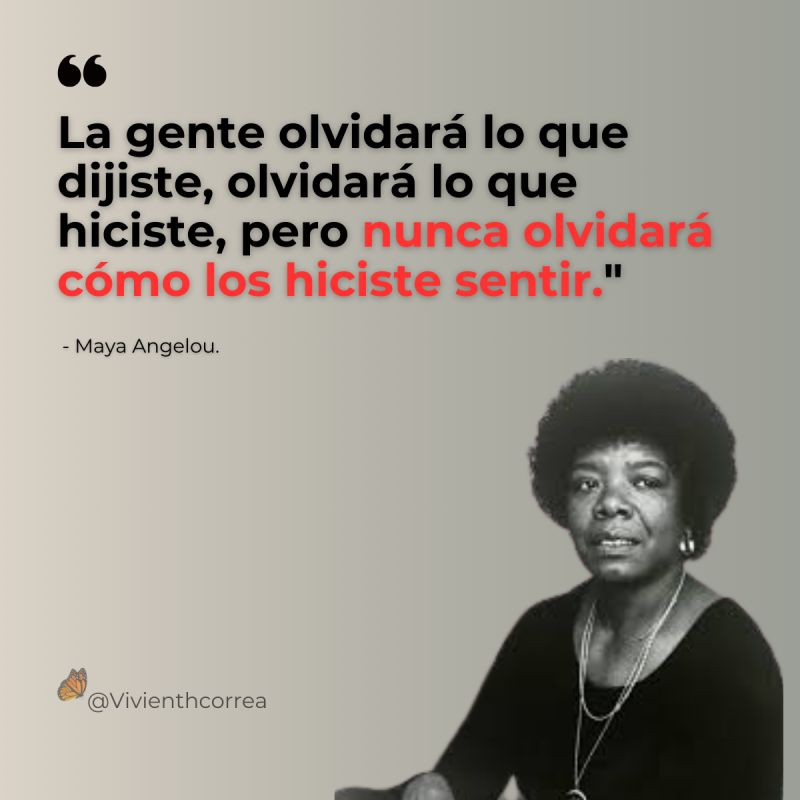 “
La gente olvidará lo que
dijiste, olvidará lo que
hiciste, pero nunca olvidará
cómo los hiciste sentir."
- Maya Angelou.
@Vivienthcorrea